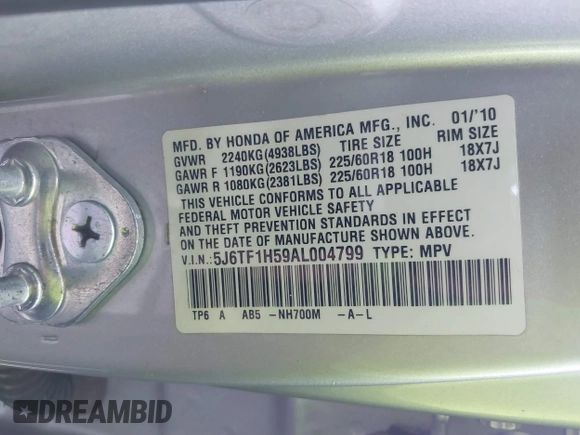 MFD. BY HONDA OF AMERICA MFG., INC. 01/'10
GVWR 2240KG(4938LBS) TIRE SIZE RIM SIZE
GAWR F 1190KG(2623LBS) 225/60R18 100H 18X7J
GAWR R 1080KG(2381LBS) 225/60R18 100H 18X7J
THIS VEHICLE CONFORMS TO ALL APPLICABLE
FEDERAL MOTOR VEHICLE SAFETY
AND THEFT PREVENTION STANDARDS IN EFFECT
ON THE DATE OF MANUFACTURE SHOWN ABOVE.
V.I.N.:5J6TF1H59AL004799 TYPE: MPV
TP6 A AB5 -NH700M -A-L
DREAMBID